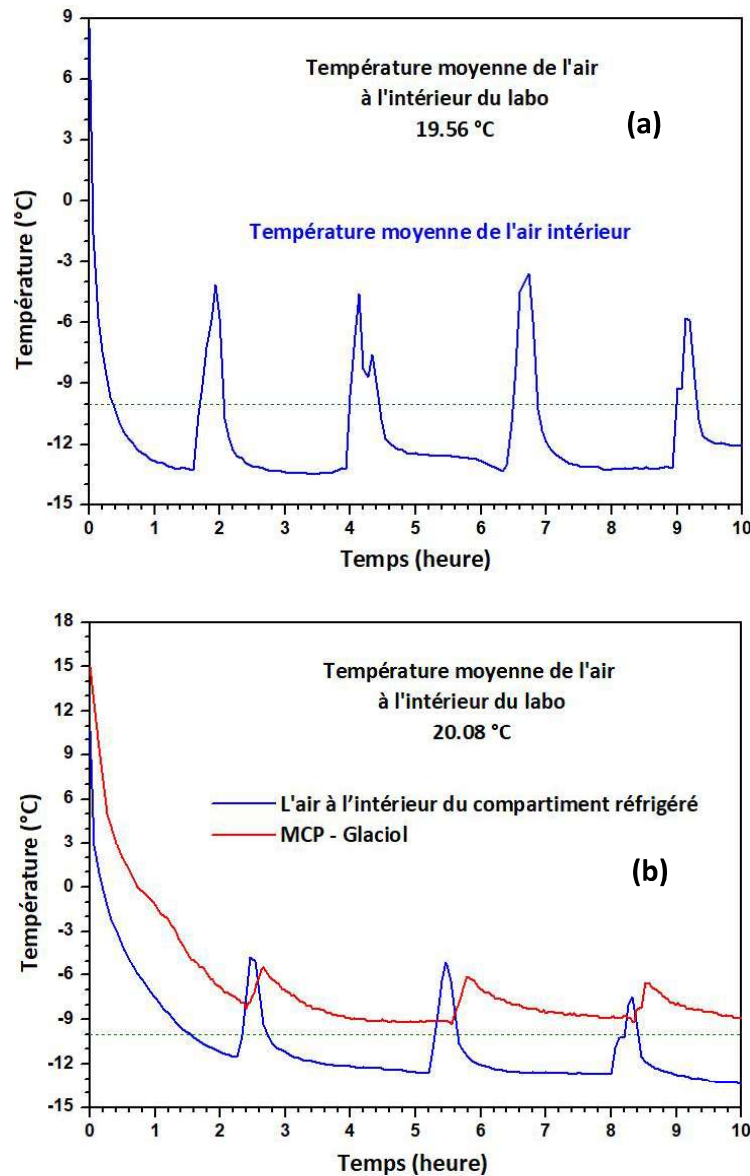 9
6
3
0
-3
-6
-9
-12
-15
Température (°C)
Température moyenne de l'air
à l'intérieur du labo
19.56 °C
(a)
Température moyenne de l'air intérieur
0 1 2 3 4 5 6 7 8 9 10
Temps (heure)
18
15
12
9
6
3
0
-3
-6
-9
-12
-15
Température (°C)
Température moyenne de l'air
à l'intérieur du labo
20.08 °C
L'air à l’intérieur du compartiment réfrigéré
MCP - Glaciol
(b)
0 1 2 3 4 5 6 7 8 9 10
Temps (heure)